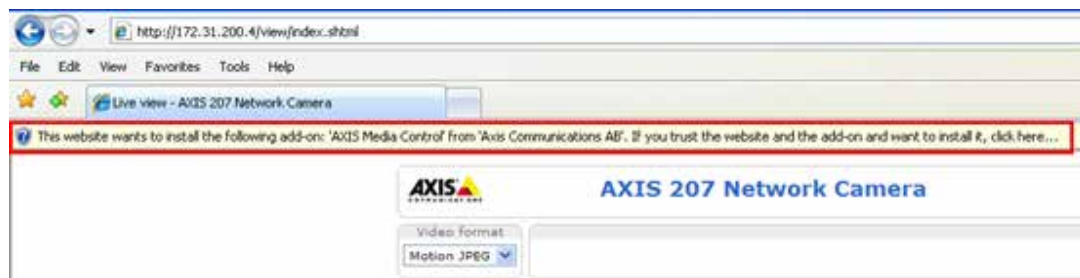 http://172.31.200.4/view/index.shtml
File Edit View Favorites Tools Help
Live view - AXIS 207 Network Camera
This website wants to install the following add-on: 'AXIS Media Control' from 'Axis Communications AB'. If you trust the website and the add-on and want to install it, click here...
AXIS COMMUNICATIONS AXIS 207 Network Camera
Video format
Motion JPEG